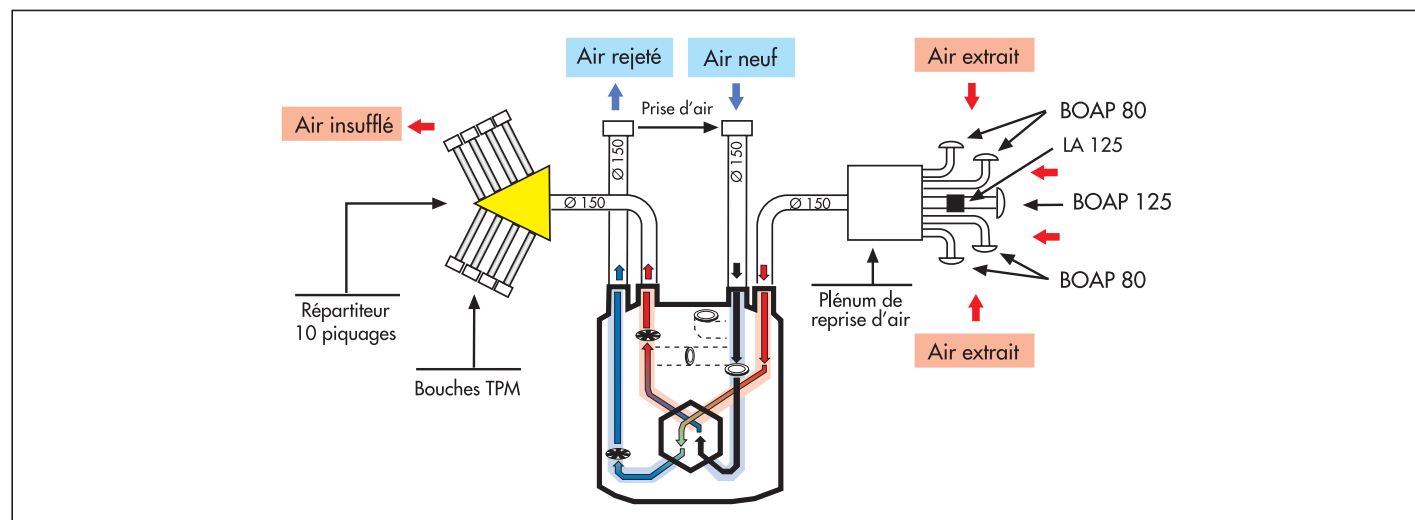 Air rejeté
Air neuf
Air extrait
Air insufflé
Prise d'air
BOAP 80
LA 125
BOAP 125
BOAP 80
Ø 150
Ø 150
Ø 150
Ø 150
Répartiteur
10 piquages
Bouches TPM
Plénum de
reprise d'air
Air extrait